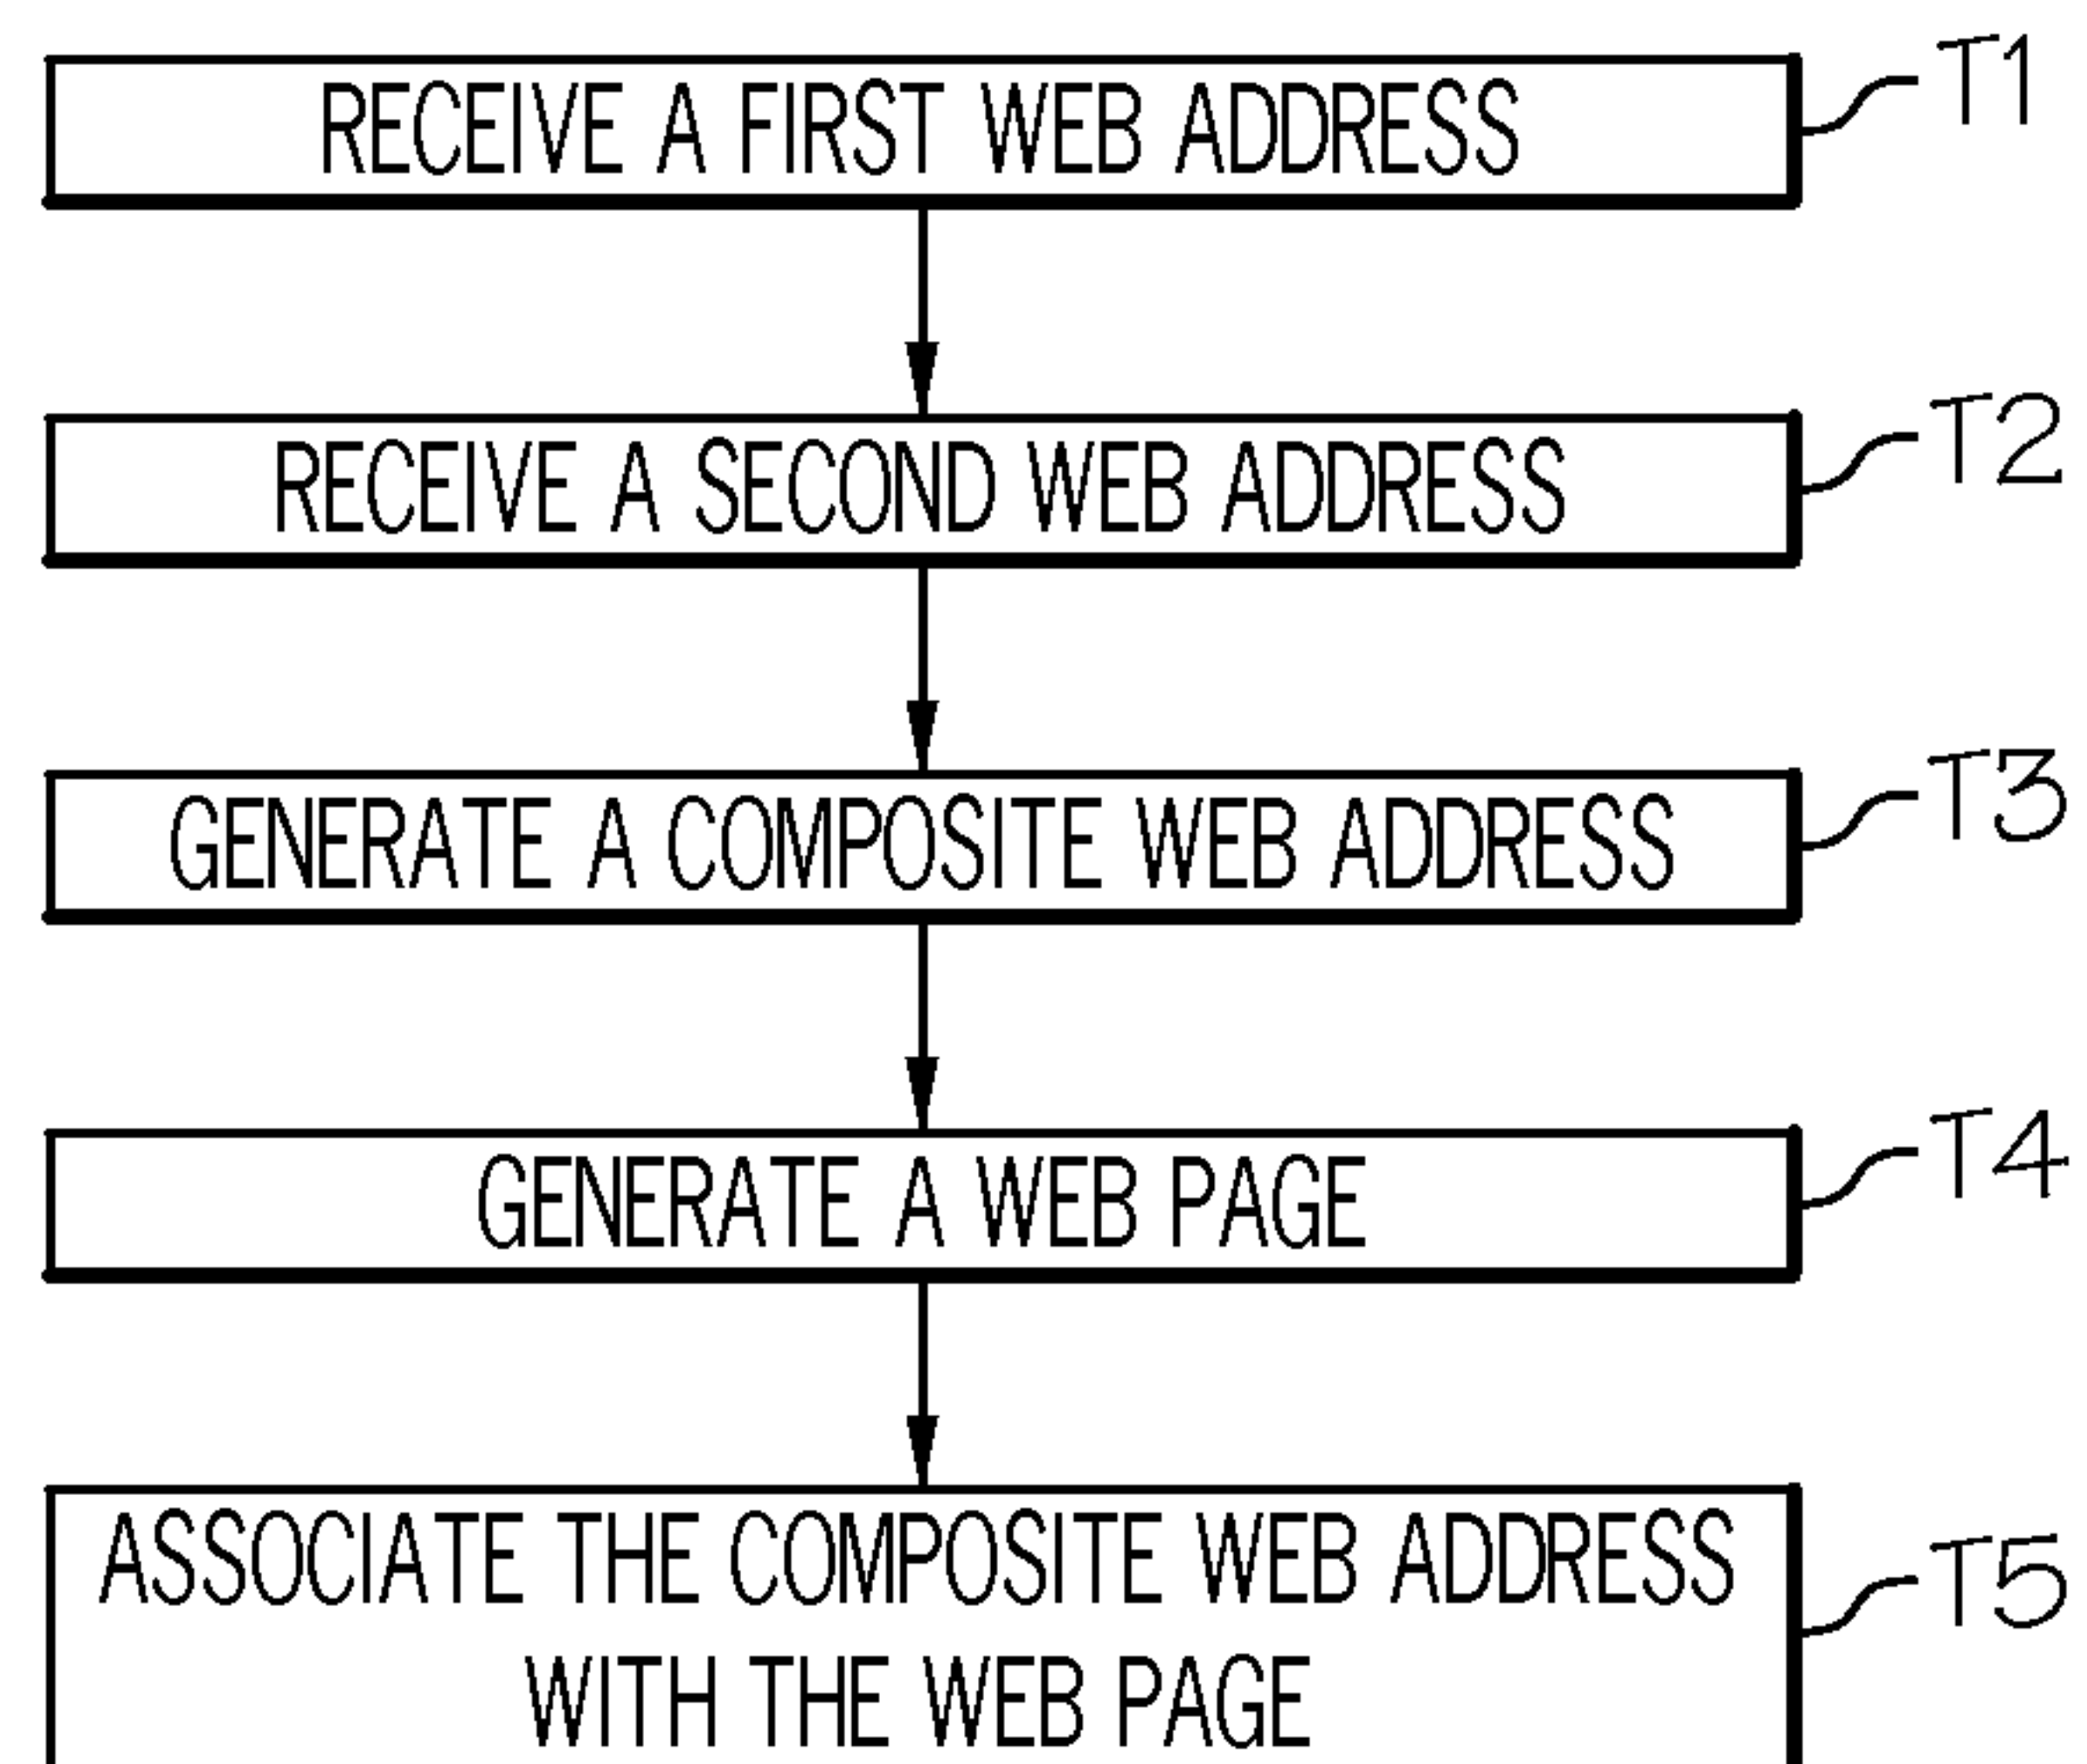 RECEIVE A FIRST WEB ADDRESS
T1
RECEIVE A SECOND WEB ADDRESS
T2
GENERATE A COMPOSITE WEB ADDRESS
T3
GENERATE A WEB PAGE
T4
ASSOCIATE THE COMPOSITE WEB ADDRESS
WITH THE WEB PAGE
T5